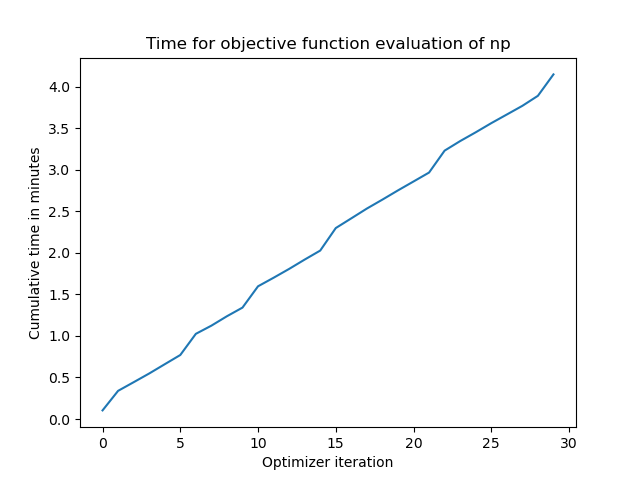 Time for objective function evaluation of np
Cumulative time in minutes
4.0
3.5
3.0
2.5
2.0
1.5
1.0
0.5
0.0
0 5 10 15 20 25 30
Optimizer iteration